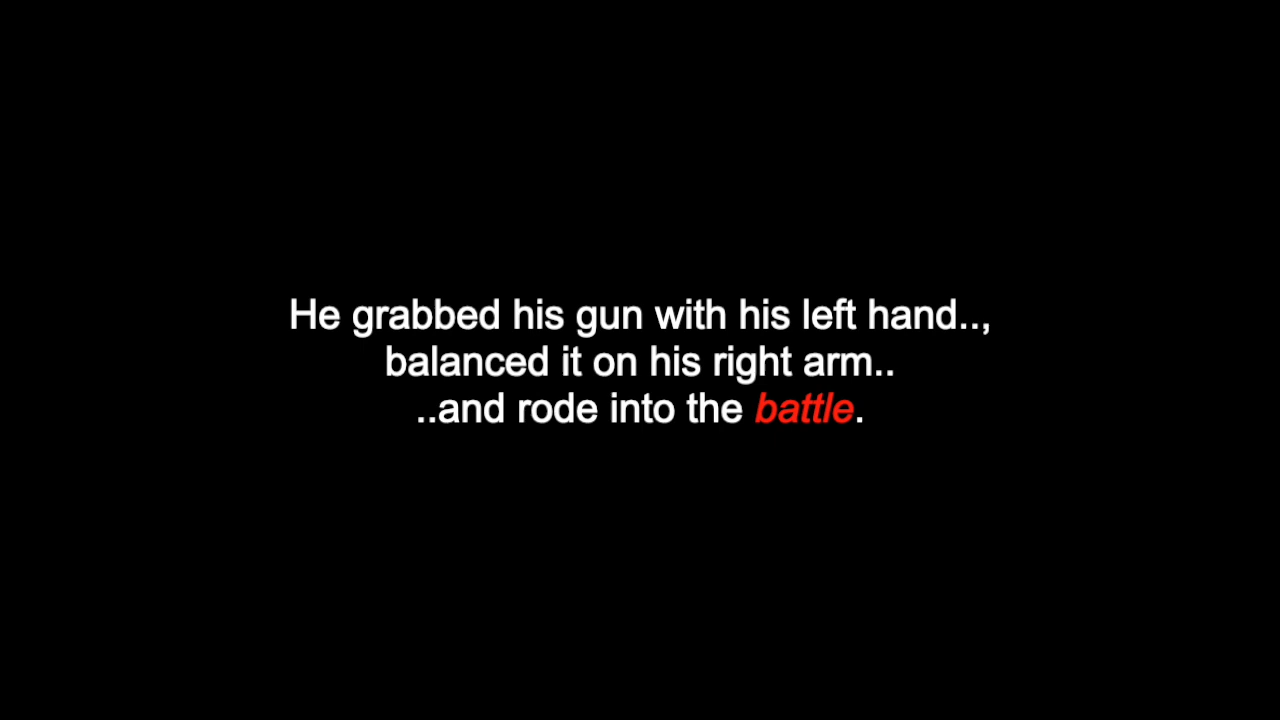 He grabbed his gun with his left hand..,
balanced it on his right arm..
..and rode into the battle.